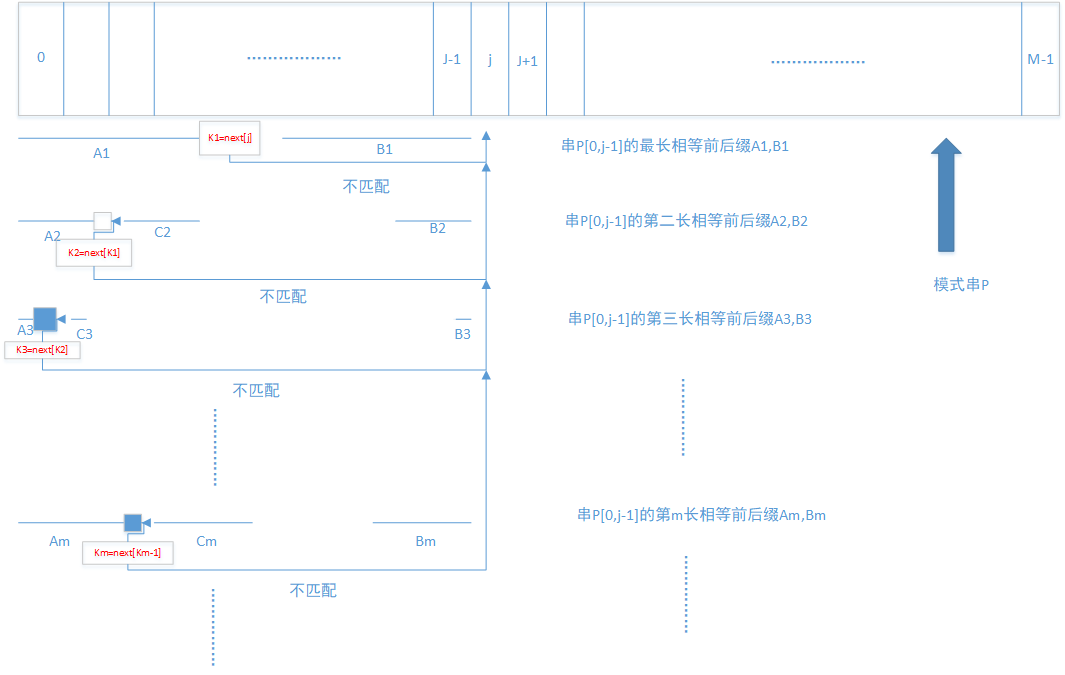 0
J-1
j
J+1
M-1
K1=next[j]
A1
B1
串P[0,j-1]的最长相等前后缀A1,B1
不匹配
A2
C2
B2
串P[0,j-1]的第二长相等前后缀A2,B2
K2=next[K1]
模式串P
不匹配
A3
C3
B3
串P[0,j-1]的第三长相等前后缀A3,B3
K3=next[K2]
不匹配
Am
Cm
Bm
串P[0,j-1]的第m长相等前后缀Am,Bm
Km=next[Km-1]
不匹配